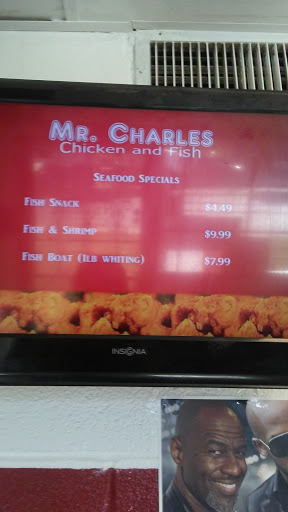 Mr. Charles
Chicken and Fish
Seafood Specials
Fish Snack $4.49
Fish & Shrimp $9.99
Fish Boat (1lb whiting) $7.99
INSIGNIA